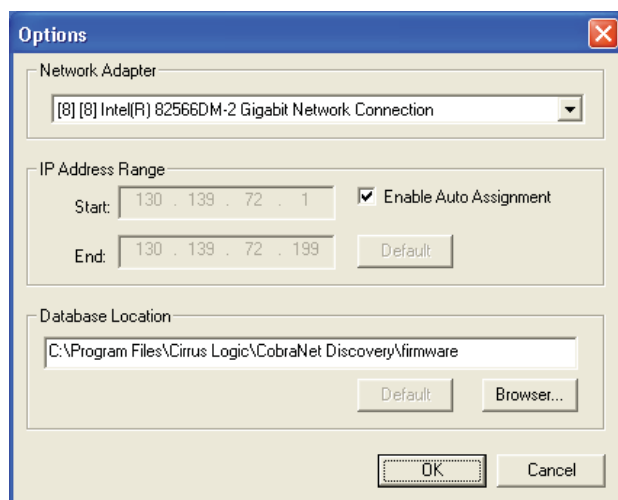 Options
Network Adapter
[8] [8] Intel(R) 82566DM-2 Gigabit Network Connection
IP Address Range
Start: 130 . 139 . 72 . 1 Enable Auto Assignment
End: 130 . 139 . 72 . 199 Default
Database Location
C:\Program Files\Cirrus Logic\CobraNet Discovery\firmware
Default Browser...
OK Cancel